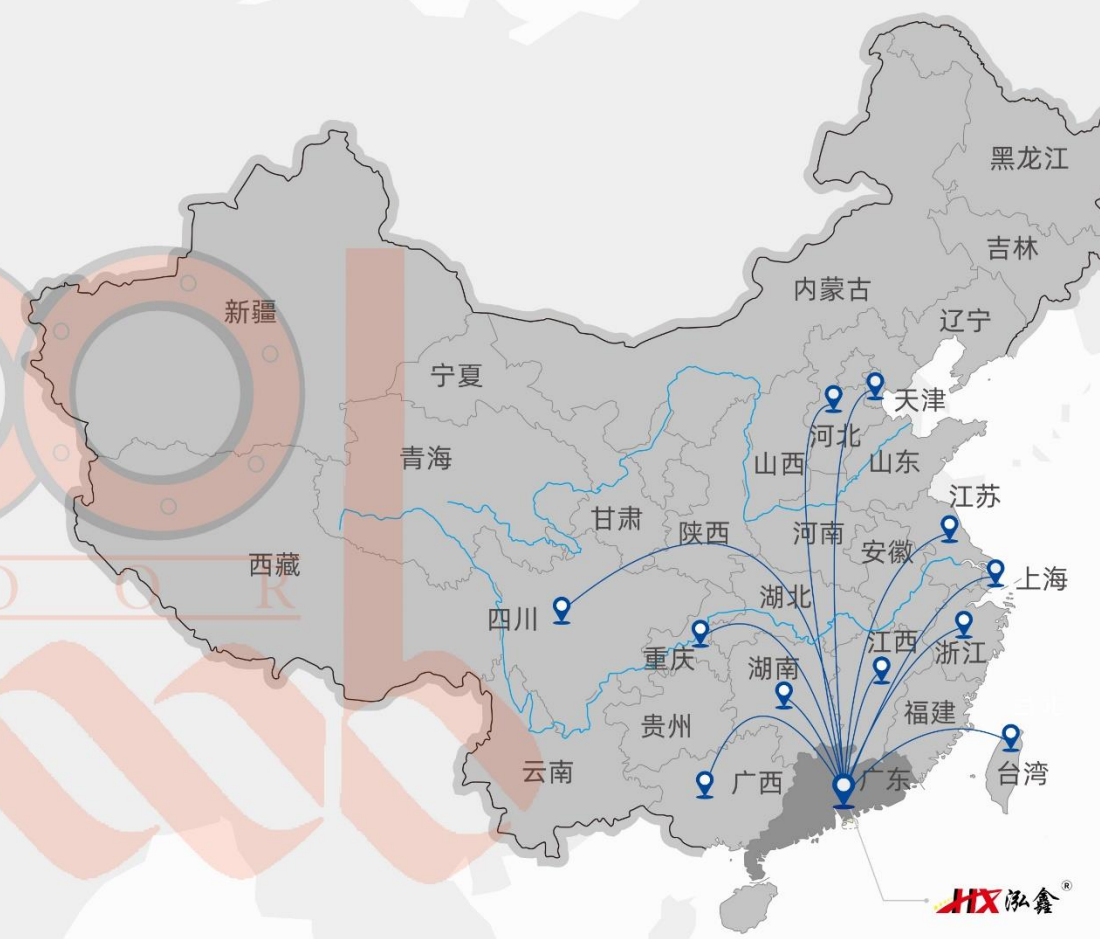 黑龙江
吉林
内蒙古
辽宁
新疆
宁夏
天津
河北
青海
山西
山东
江苏
甘肃
陕西
河南
安徽
西藏
上海
湖北
四川
江西
浙江
重庆
湖南
福建
贵州
云南
广西
广东
台湾
O O R
HX 泓鑫®